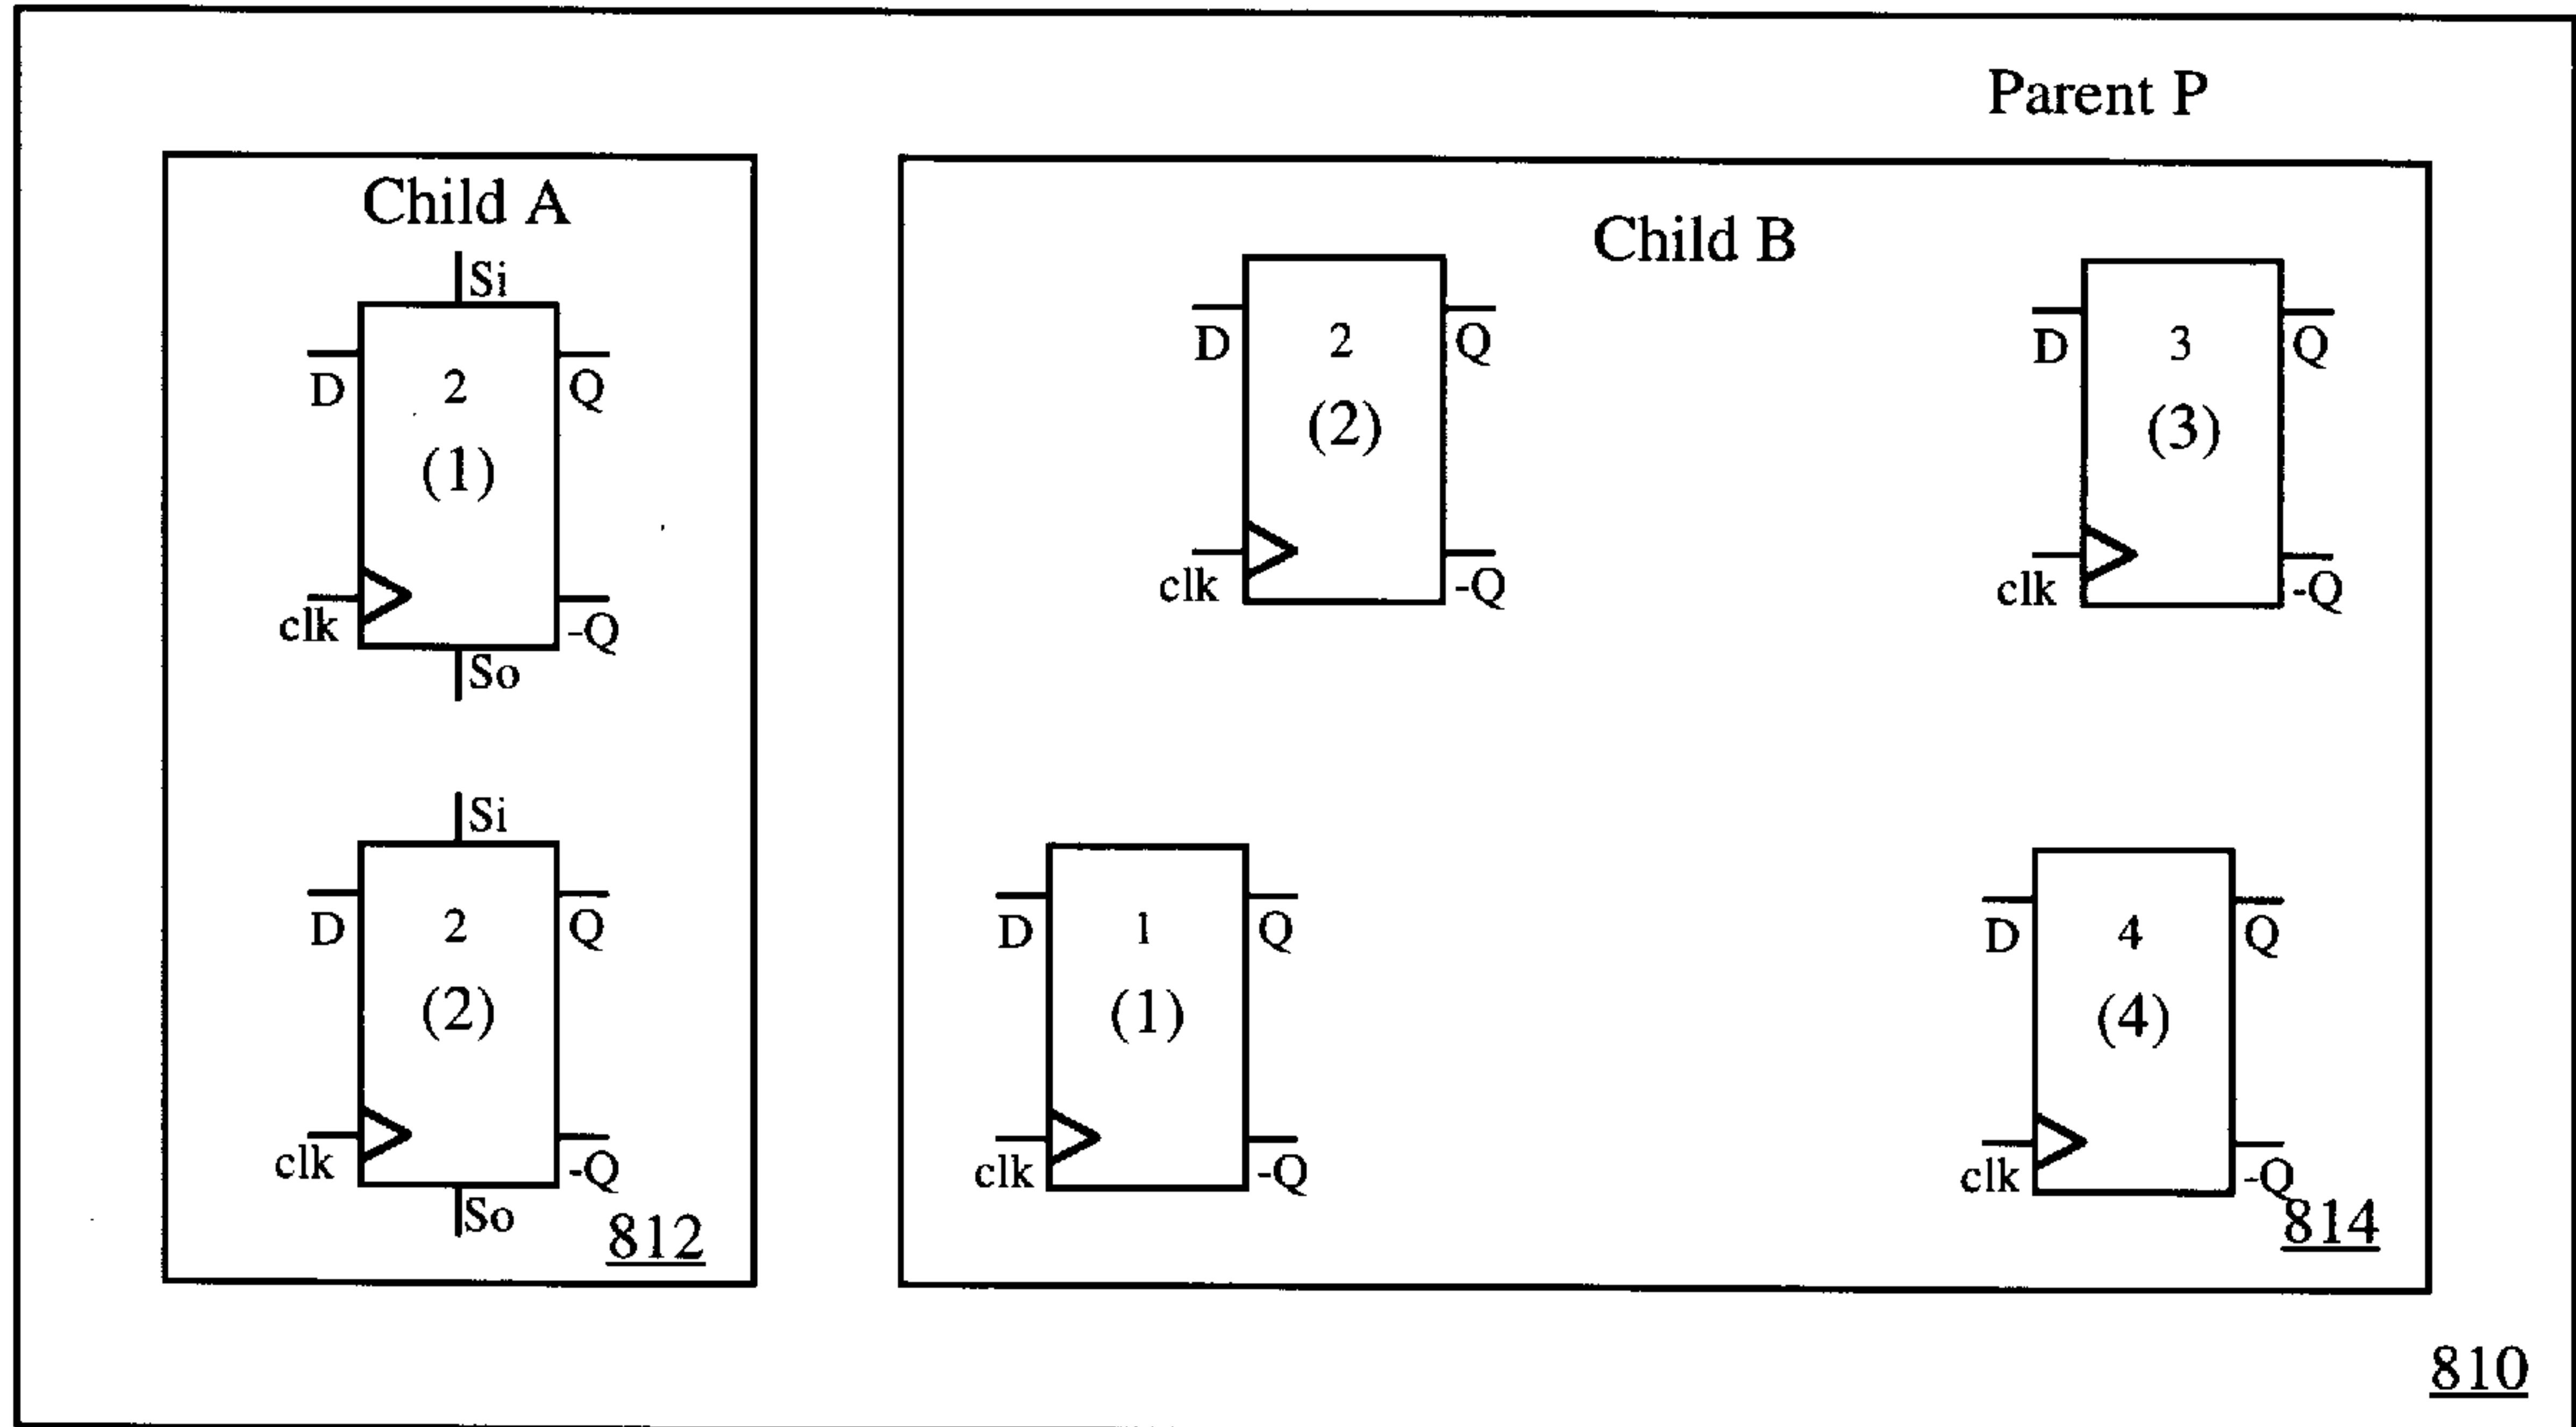 Parent P
Child A
Si
D
2
Q
(1)
clk
-Q
So
Si
D
2
Q
(2)
clk
-Q
So
812
Child B
D
2
Q
(2)
clk
-Q
D
3
Q
(3)
clk
-Q
D
1
Q
(1)
clk
-Q
D
4
Q
(4)
clk
-Q
814
810